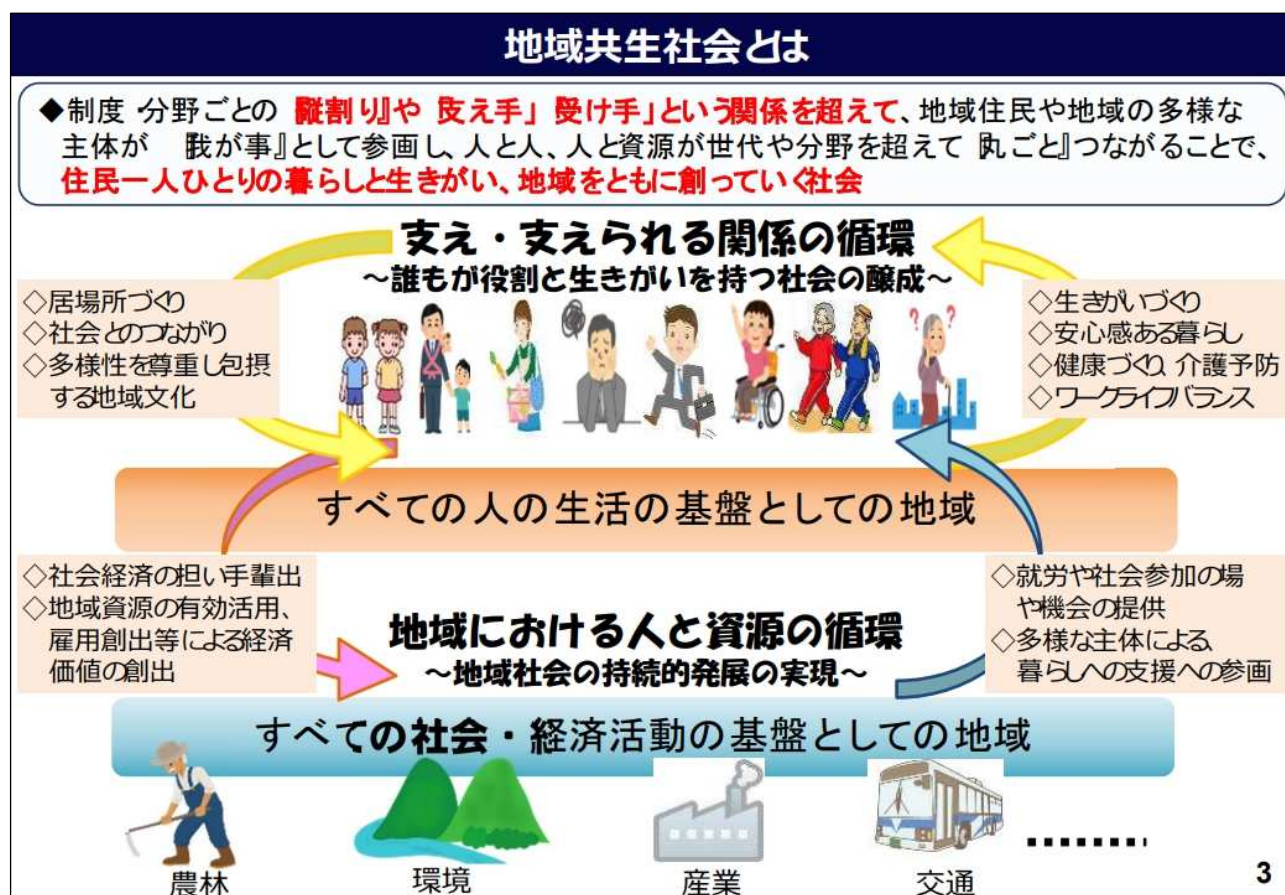 地域共生社会とは
◆制度・分野ごとの『縦割り』や「支え手」「受け手」という関係を超えて、地域住民や地域の多様な
主体が 『我が事』として参画し、人と人、人と資源が世代や分野を超えて『丸ごと』つながることで、
住民一人ひとりの暮らしと生きがい、地域をともに創っていく社会
支え・支えられる関係の循環
～誰もが役割と生きがいを持つ社会の醸成～
◇居場所づくり
◇社会とのつながり
◇多様性を尊重し包摂
する地域文化
◇生きがいづくり
◇安心感ある暮らし
◇健康づくり、介護予防
◇ワークライフバランス
? ?
すべての人の生活の基盤としての地域
◇社会経済の担い手輩出
◇地域資源の有効活用、
雇用創出等による経済
価値の創出
地域における人と資源の循環
～地域社会の持続的発展の実現～
◇就労や社会参加の場
や機会の提供
◇多様な主体による、
暮らしへの支援への参画
すべての社会・経済活動の基盤としての地域
農林
環境
産業
交通
3